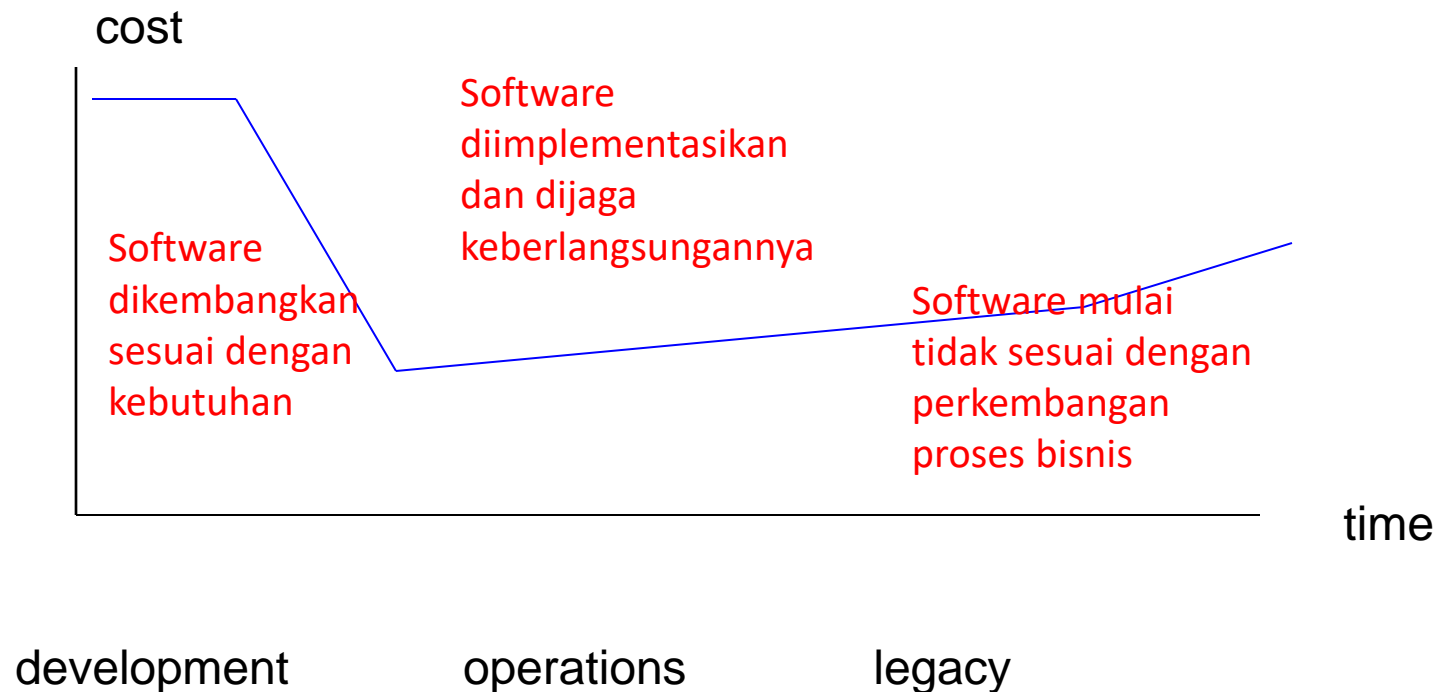 cost
Software
diimplementasikan
dan dijaga
keberlangsungannya
Software
dikembangkan
sesuai dengan
kebutuhan
Software mulai
tidak sesuai dengan
perkembangan
proses bisnis
time
development
operations
legacy